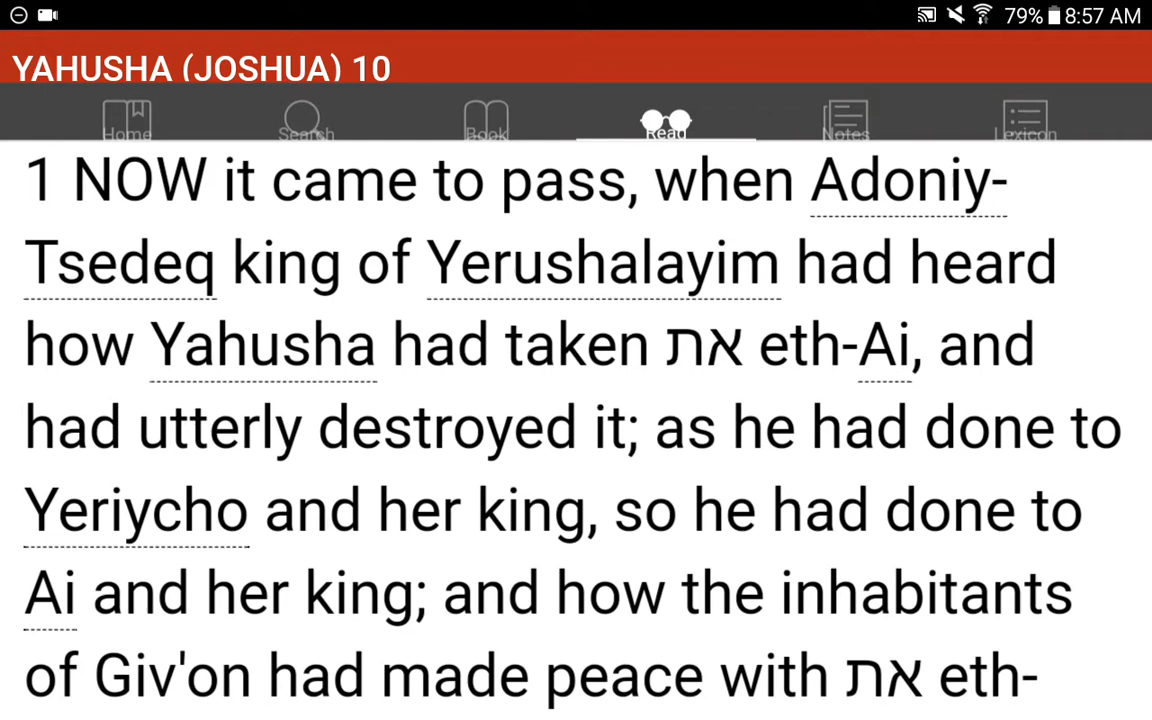 79% 8:57 AM
YAHUSHA (JOSHUA) 10
Home Search Book Read Notes Lexicon
1 NOW it came to pass, when Adoniy-
Tsedeq king of Yerushalayim had heard
how Yahusha had taken את eth-Ai, and
had utterly destroyed it; as he had done to
Yeriycho and her king, so he had done to
Ai and her king; and how the inhabitants
of Giv'on had made peace with את eth-